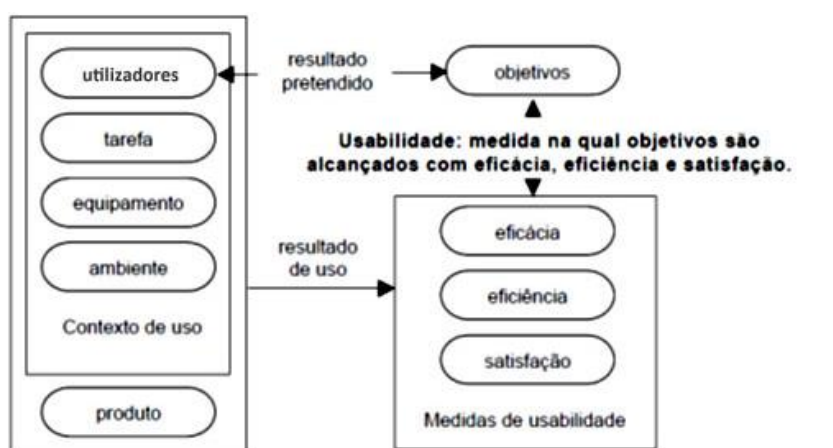 utilizadores
tarefa
equipamento
ambiente
Contexto de uso
produto
resultado
pretendido
objetivos
Usabilidade: medida na qual objetivos são
alcançados com eficácia, eficiência e satisfação.
resultado
de uso
eficácia
eficiência
satisfação
Medidas de usabilidade